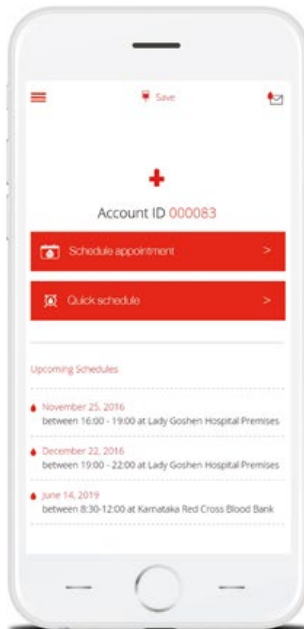 Save
Account ID 000083
Schedule appointment >
Quick schedule >
Upcoming Schedules
November 25, 2016
between 16:00 - 19:00 at Lady Goshen Hospital Premises
December 22, 2016
between 19:00 - 22:00 at Lady Goshen Hospital Premises
June 14, 2019
between 8:30-12:00 at Karnataka Red Cross Blood Bank